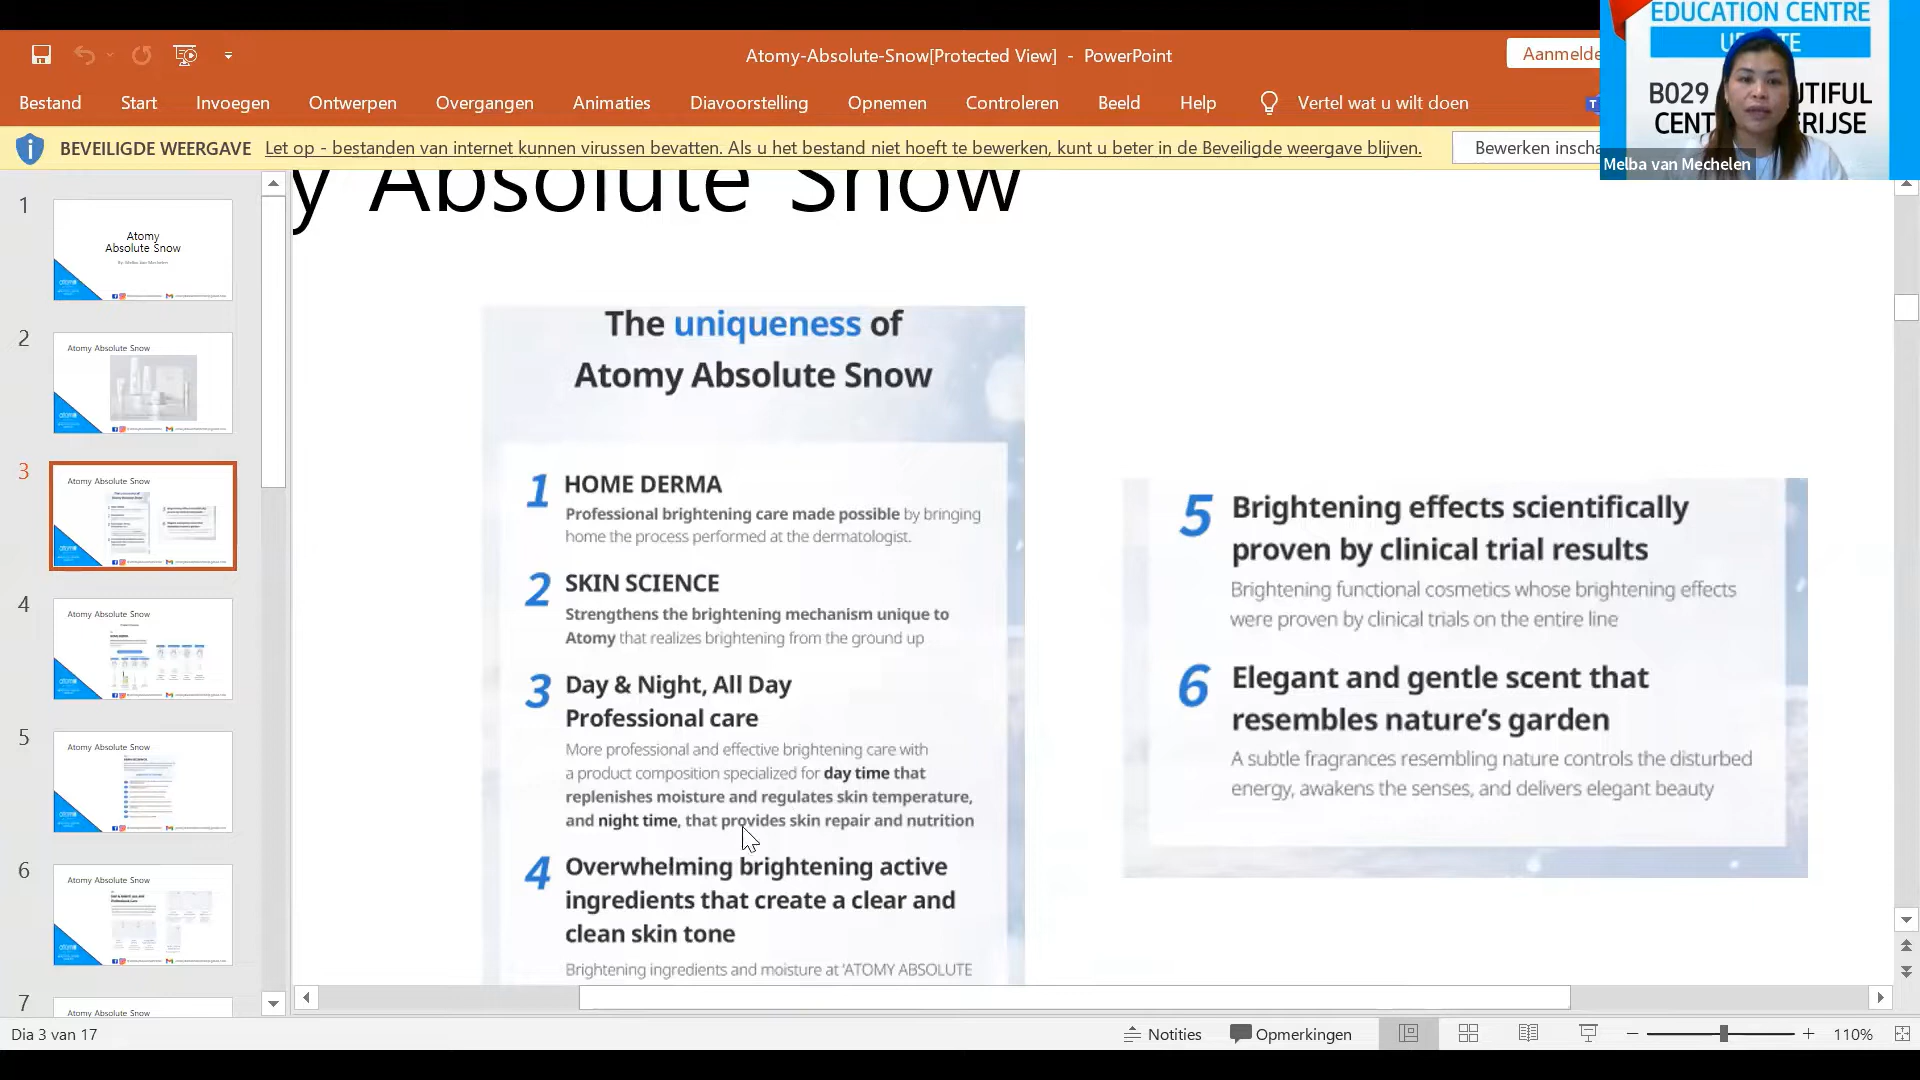 Atomy-Absolute-Snow[Protected View] - PowerPoint
Aanmelde
Bestand Start Invoegen Ontwerpen Overgangen Animaties Diavoorstelling Opnemen Controleren Beeld Help Vertel wat u wilt doen
BEVEILIGDE WEERGAVE Let op - bestanden van internet kunnen virussen bevatten. Als u het bestand niet hoeft te bewerken, kunt u beter in de Beveiligde weergave blijven. Bewerken inscha
EDUCATION CENTRE
B029
Melba van Mechelen
1
Atomy
Absolute Snow
By: Melba Van Mechelen
2
Atomy Absolute Snow
3
Atomy Absolute Snow
4
Atomy Absolute Snow
5
Atomy Absolute Snow
6
Atomy Absolute Snow
7
Atomy Absolute Snow
y Absolute Snow
The uniqueness of
Atomy Absolute Snow
1 HOME DERMA
Professional brightening care made possible by bringing
home the process performed at the dermatologist.
2 SKIN SCIENCE
Strengthens the brightening mechanism unique to
Atomy that realizes brightening from the ground up
3 Day & Night, All Day
Professional care
More professional and effective brightening care with
a product composition specialized for day time that
replenishes moisture and regulates skin temperature,
and night time, that provides skin repair and nutrition
4 Overwhelming brightening active
ingredients that create a clear and
clean skin tone
Brightening ingredients and moisture at 'ATOMY ABSOLUTE
5 Brightening effects scientifically
proven by clinical trial results
Brightening functional cosmetics whose brightening effects
were proven by clinical trials on the entire line
6 Elegant and gentle scent that
resembles nature's garden
A subtle fragrances resembling nature controls the disturbed
energy, awakens the senses, and delivers elegant beauty
Dia 3 van 17
Notities Opmerkingen 110%